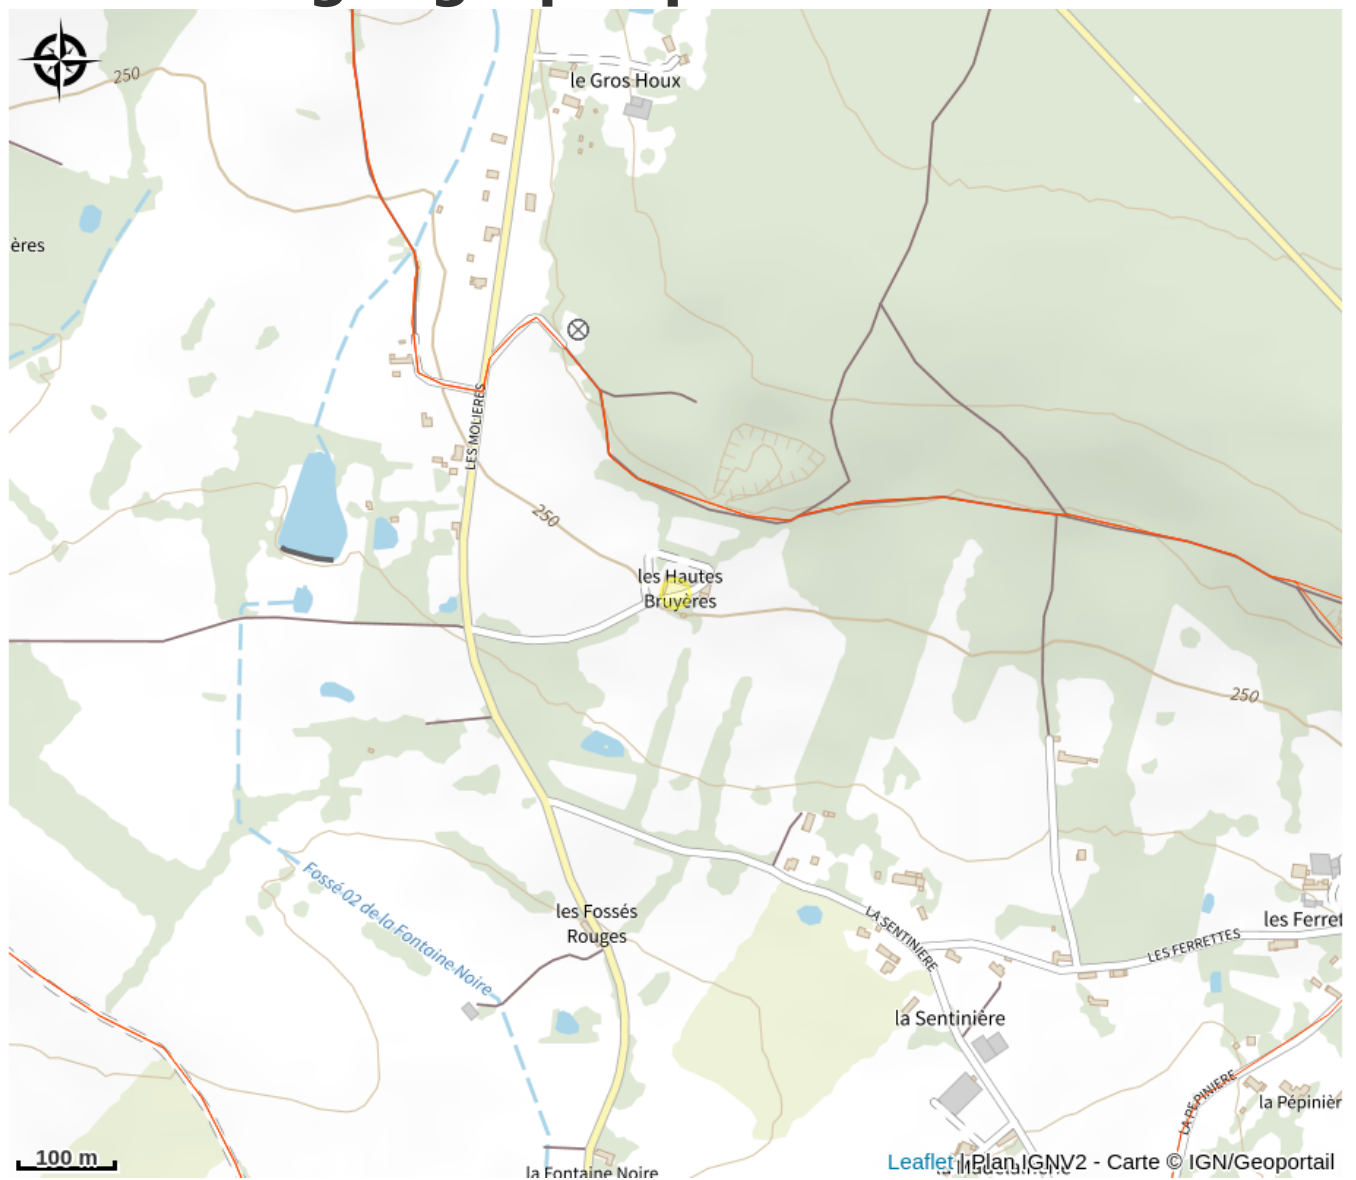 250
le Gros Houx
ères
LES MOLIERES
250
les Hautes
Bruyères
250
Fossé 02 de la Fontaine Noire
les Fossés
Rouges
LA SENTINIERE
LES FERRETTES
les Ferret
la Sentinière
LA PEPINIERE
la Pépinièr
100 m
la Fontaine Noire
Leaflet | Plan IGNV2 - Carte © IGN/Geoportail